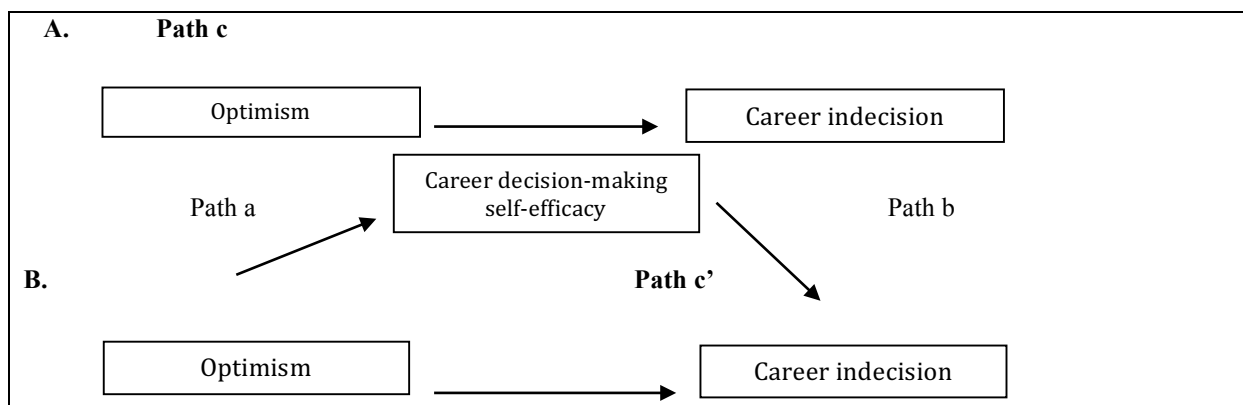 A. Path c
Optimism
Career indecision
Career decision-making
self-efficacy
Path a
Path b
B.
Path c’
Optimism
Career indecision